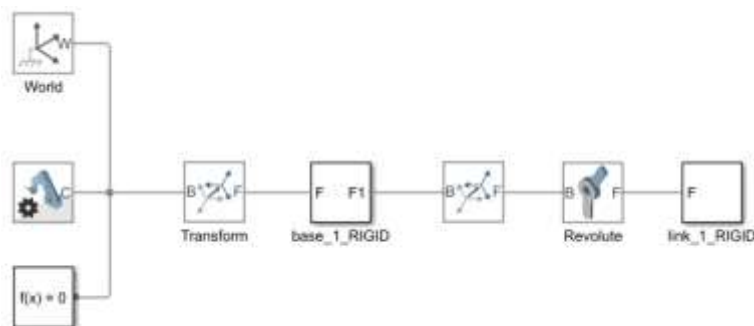 W
World
C
B F
Transform
F F1
base_1_RIGID
B F
B F
Revolute
F
link_1_RIGID
f(x) = 0